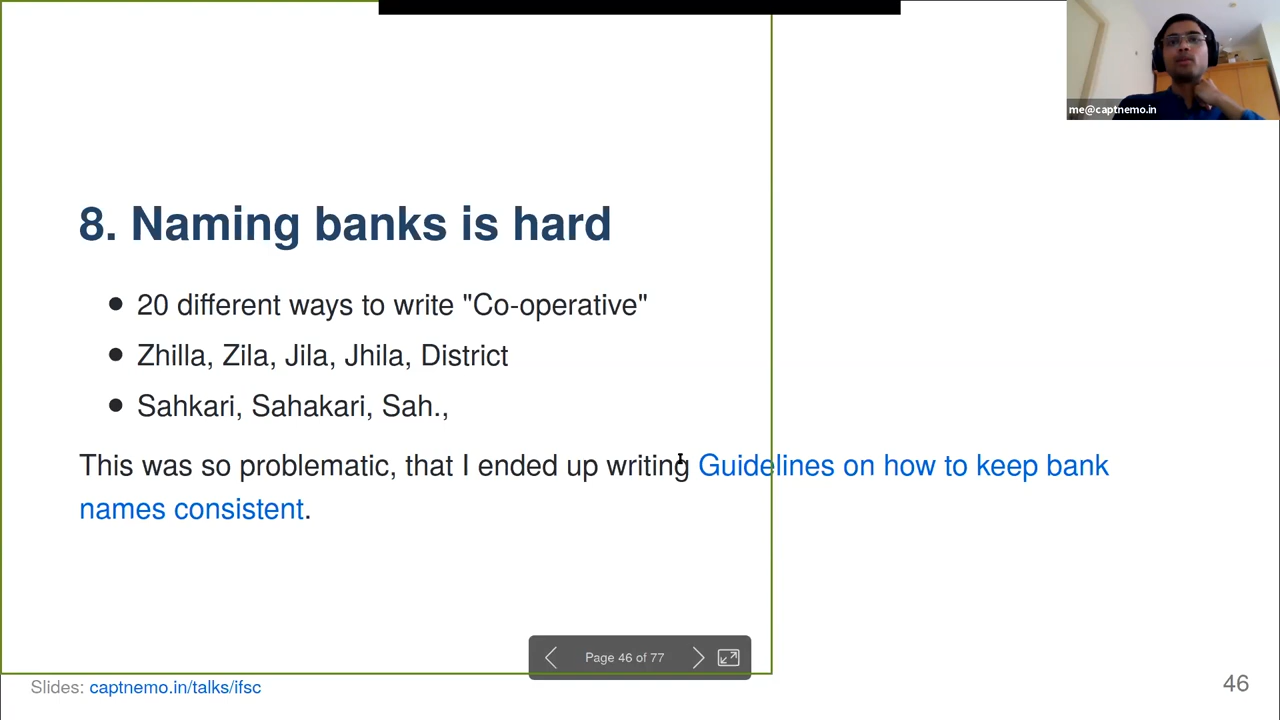 me@captnemo.in
8. Naming banks is hard
● 20 different ways to write "Co-operative"
● Zhilla, Zila, Jila, Jhila, District
● Sahkari, Sahakari, Sah.,
This was so problematic, that I ended up writing Guidelines on how to keep bank
names consistent.
Page 46 of 77
Slides: captnemo.in/talks/ifsc
46